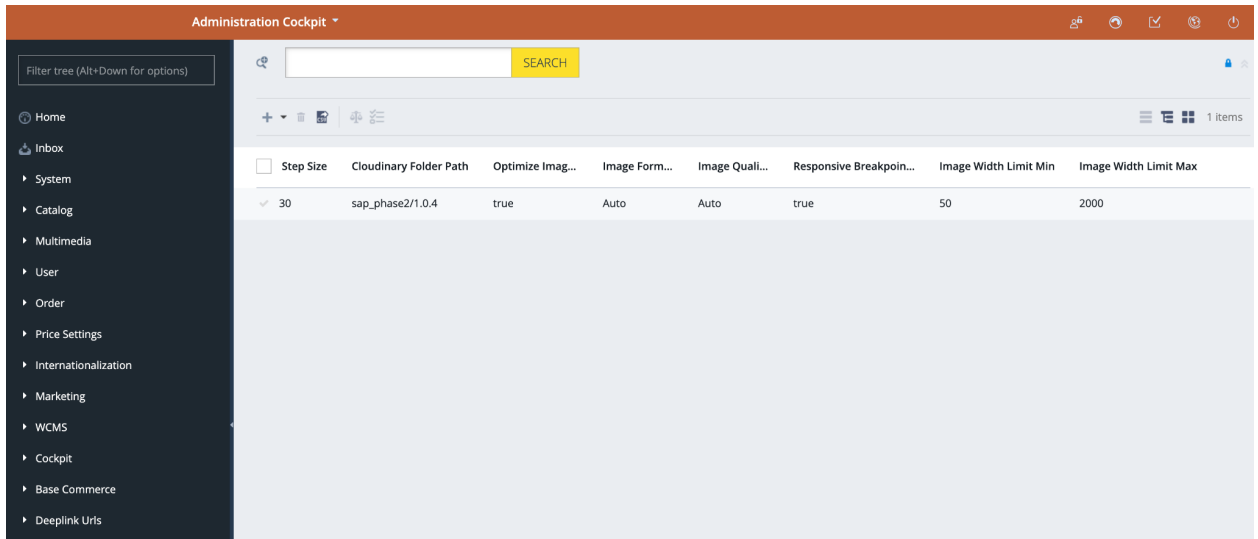 Administration Cockpit
Filter tree (Alt+Down for options)
SEARCH
Home
Inbox
System
Catalog
Multimedia
User
Order
Price Settings
Internationalization
Marketing
WCMS
Cockpit
Base Commerce
Deeplink Urls
1 items
Step Size Cloudinary Folder Path Optimize Imag... Image Form... Image Quali... Responsive Breakpoin... Image Width Limit Min Image Width Limit Max
30 sap_phase2/1.0.4 true Auto Auto true 50 2000